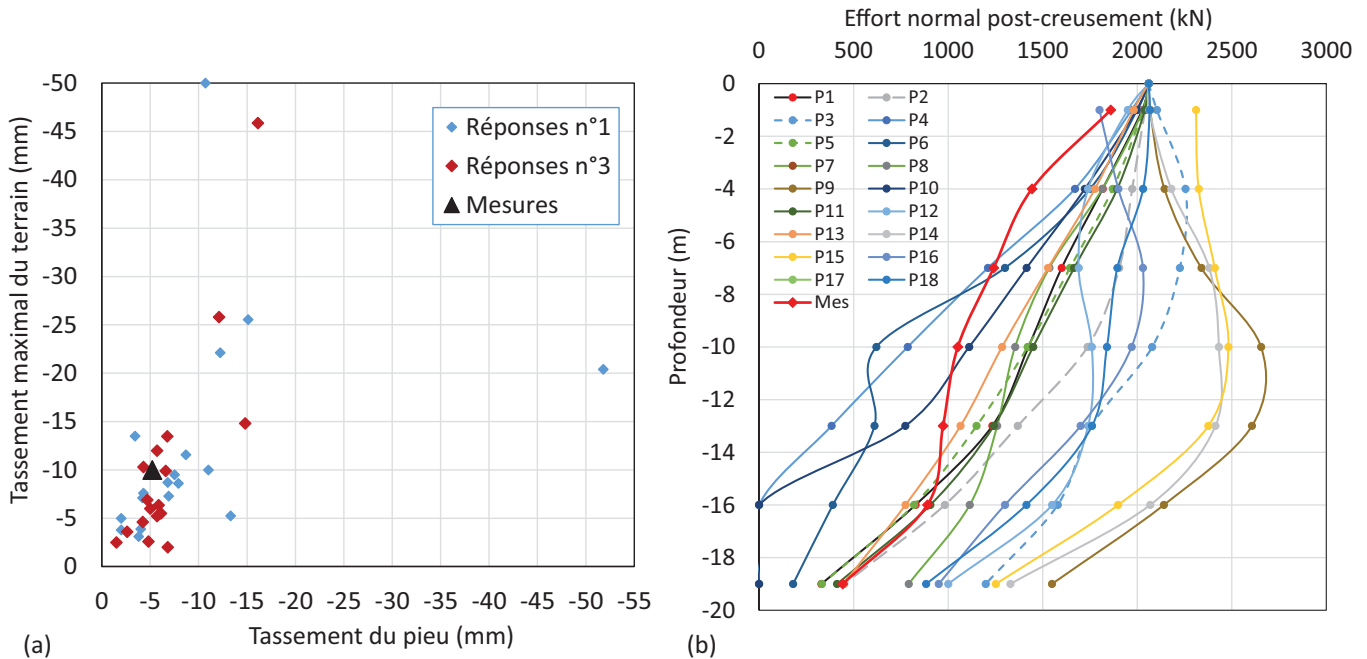 Tassement maximal du terrain (mm)
-50
-45
-40
-35
-30
-25
-20
-15
-10
-5
0
0 -5 -10 -15 -20 -25 -30 -35 -40 -45 -50 -55
Tassement du pieu (mm)
Réponses n°1
Réponses n°3
Mesures
(a)
Effort normal post-creusement (kN)
0 500 1000 1500 2000 2500 3000
Profondeur (m)
0
-2
-4
-6
-8
-10
-12
-14
-16
-18
-20
P1 P2
P3 P4
P5 P6
P7 P8
P9 P10
P11 P12
P13 P14
P15 P16
P17 P18
Mes
(b)